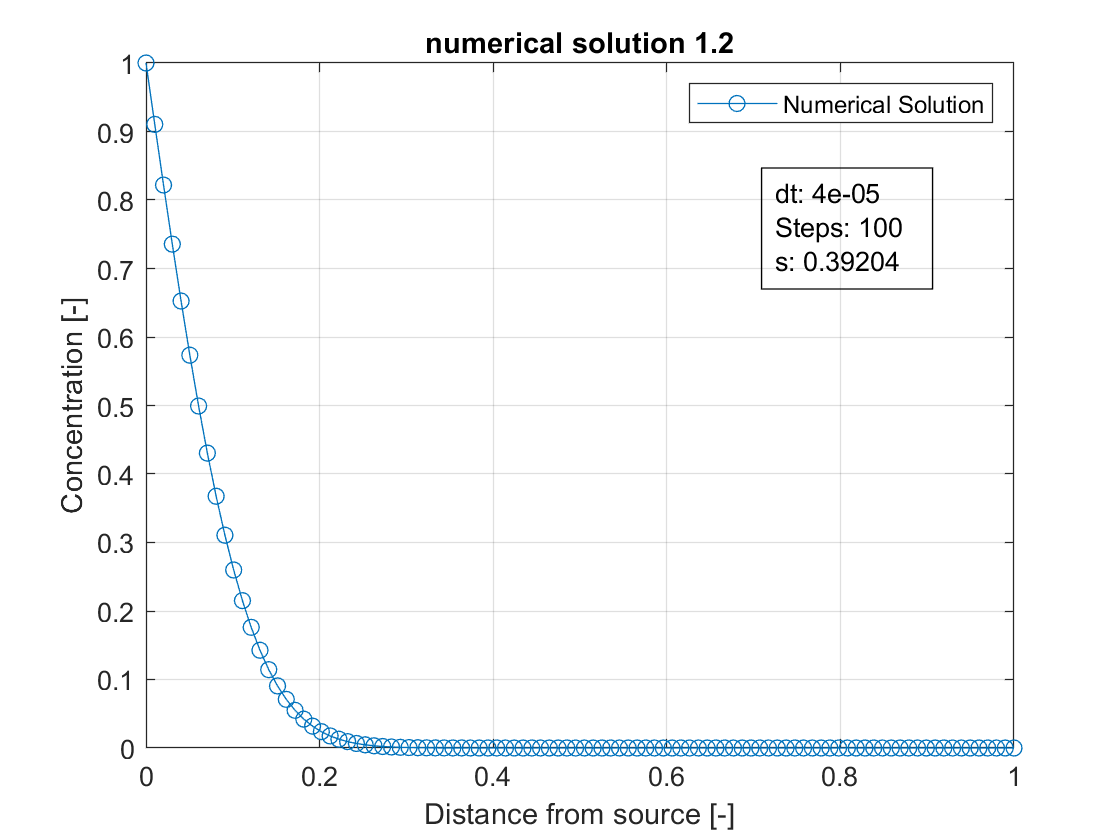 numerical solution 1.2
Numerical Solution
dt: 4e-05
Steps: 100
s: 0.39204
1
0.9
0.8
0.7
0.6
0.5
0.4
0.3
0.2
0.1
0
Concentration [-]
0 0.2 0.4 0.6 0.8 1
Distance from source [-]